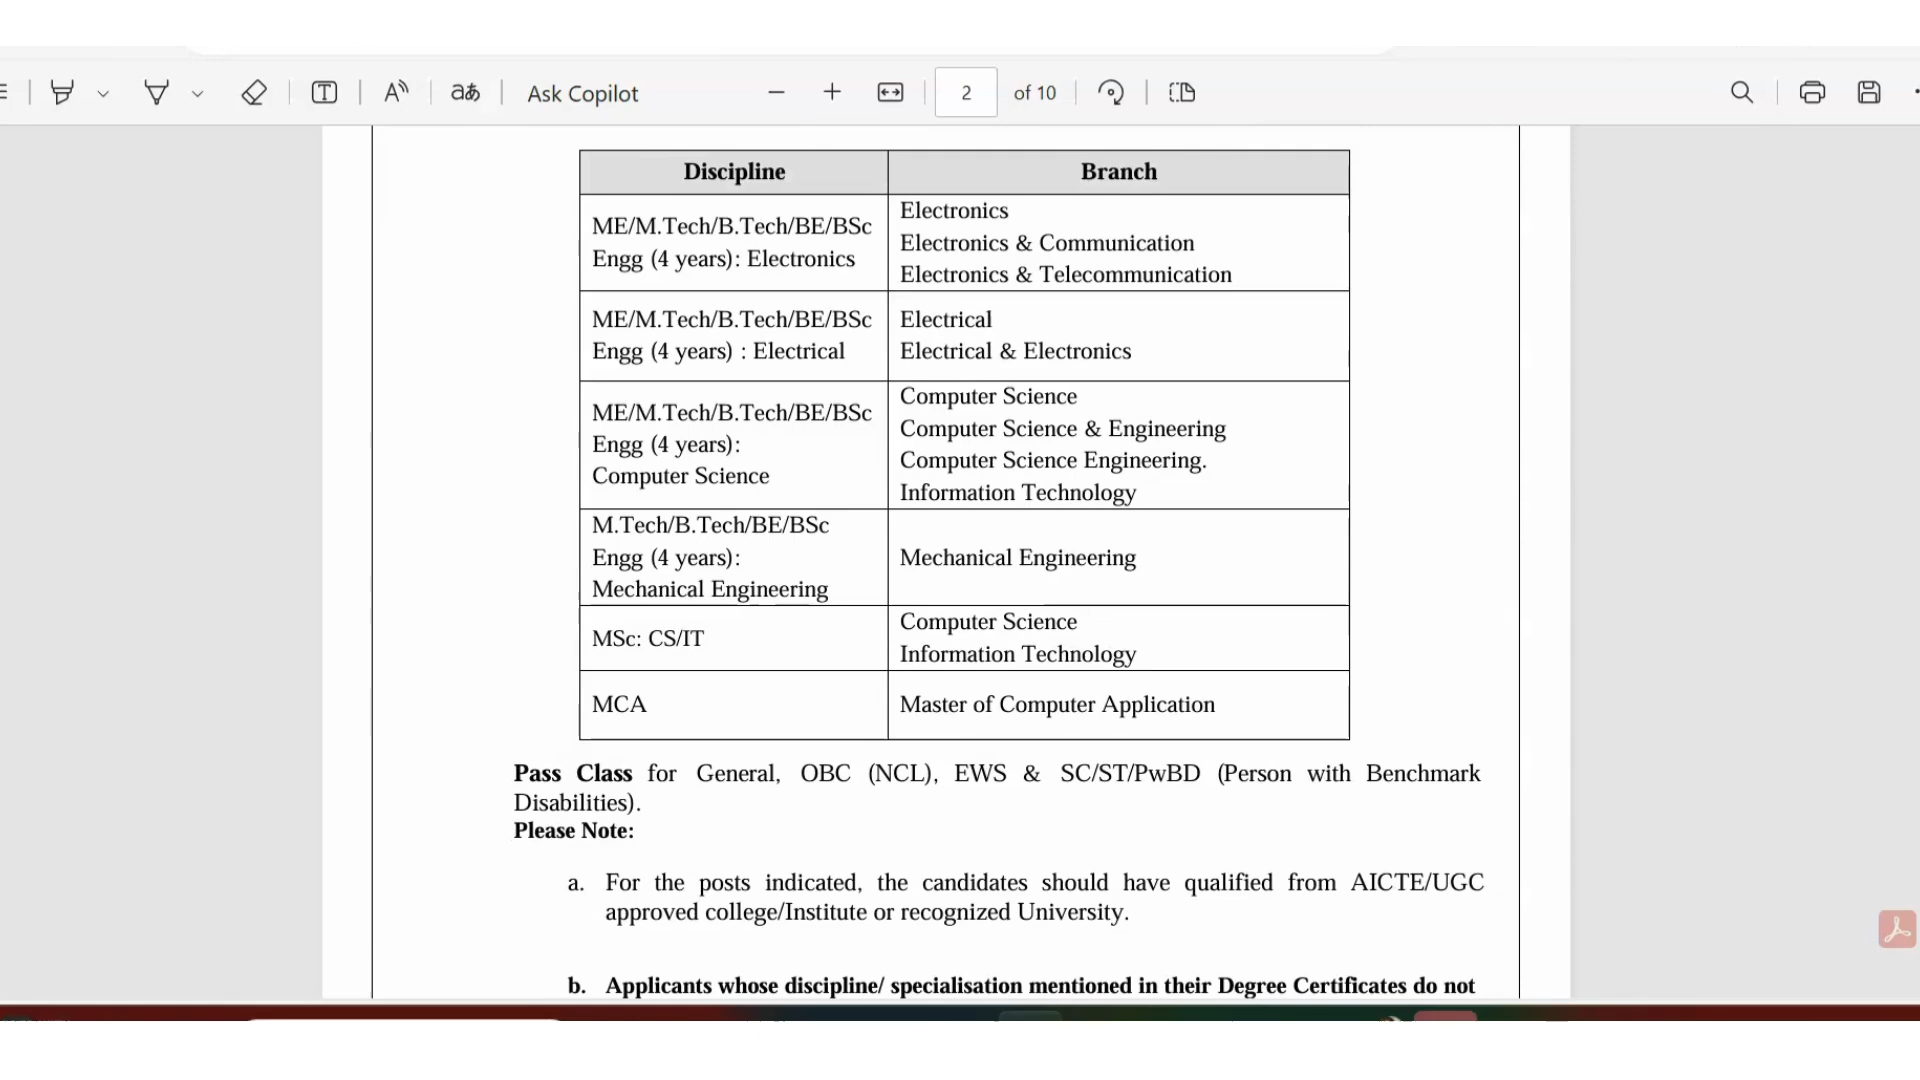 Ask Copilot
2
of 10
Discipline
Branch
ME/M.Tech/B.Tech/BE/BSc
Engg (4 years): Electronics
Electronics
Electronics & Communication
Electronics & Telecommunication
ME/M.Tech/B.Tech/BE/BSc
Engg (4 years) : Electrical
Electrical
Electrical & Electronics
ME/M.Tech/B.Tech/BE/BSc
Engg (4 years):
Computer Science
Computer Science
Computer Science & Engineering
Computer Science Engineering.
Information Technology
M.Tech/B.Tech/BE/BSc
Engg (4 years):
Mechanical Engineering
Mechanical Engineering
MSc: CS/IT
Computer Science
Information Technology
MCA
Master of Computer Application
Pass Class for General, OBC (NCL), EWS & SC/ST/PwBD (Person with Benchmark
Disabilities).
Please Note:
a. For the posts indicated, the candidates should have qualified from AICTE/UGC
approved college/Institute or recognized University.
b. Applicants whose discipline/ specialisation mentioned in their Degree Certificates do not